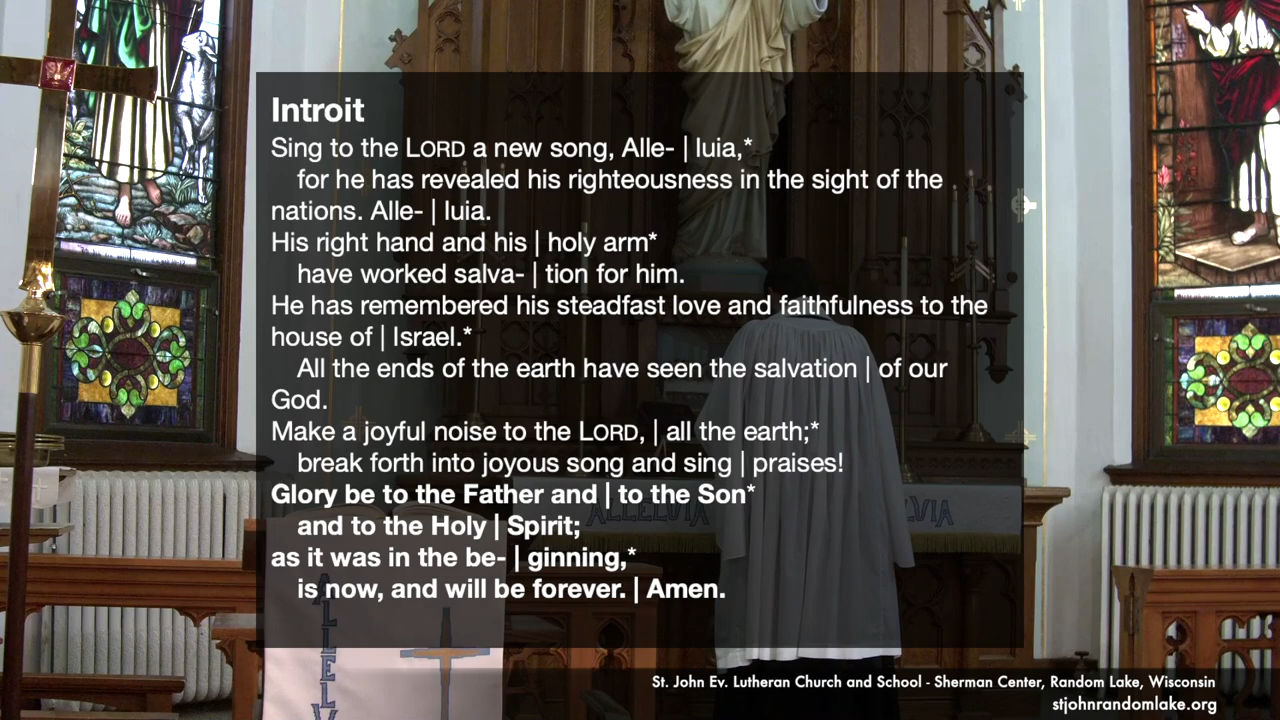 Introit
Sing to the LORD a new song, Alle- | luia,*
for he has revealed his righteousness in the sight of the
nations. Alle- | luia.
His right hand and his | holy arm*
have worked salva- | tion for him.
He has remembered his steadfast love and faithfulness to the
house of | Israel.*
All the ends of the earth have seen the salvation | of our
God.
Make a joyful noise to the LORD, | all the earth;*
break forth into joyous song and sing | praises!
Glory be to the Father and | to the Son*
and to the Holy | Spirit;
as it was in the be- | ginning,*
is now, and will be forever. | Amen.
ALLELVIA
VIA
ALLELV
St. John Ev. Lutheran Church and School - Sherman Center, Random Lake, Wisconsin
stjohnrandomlake.org